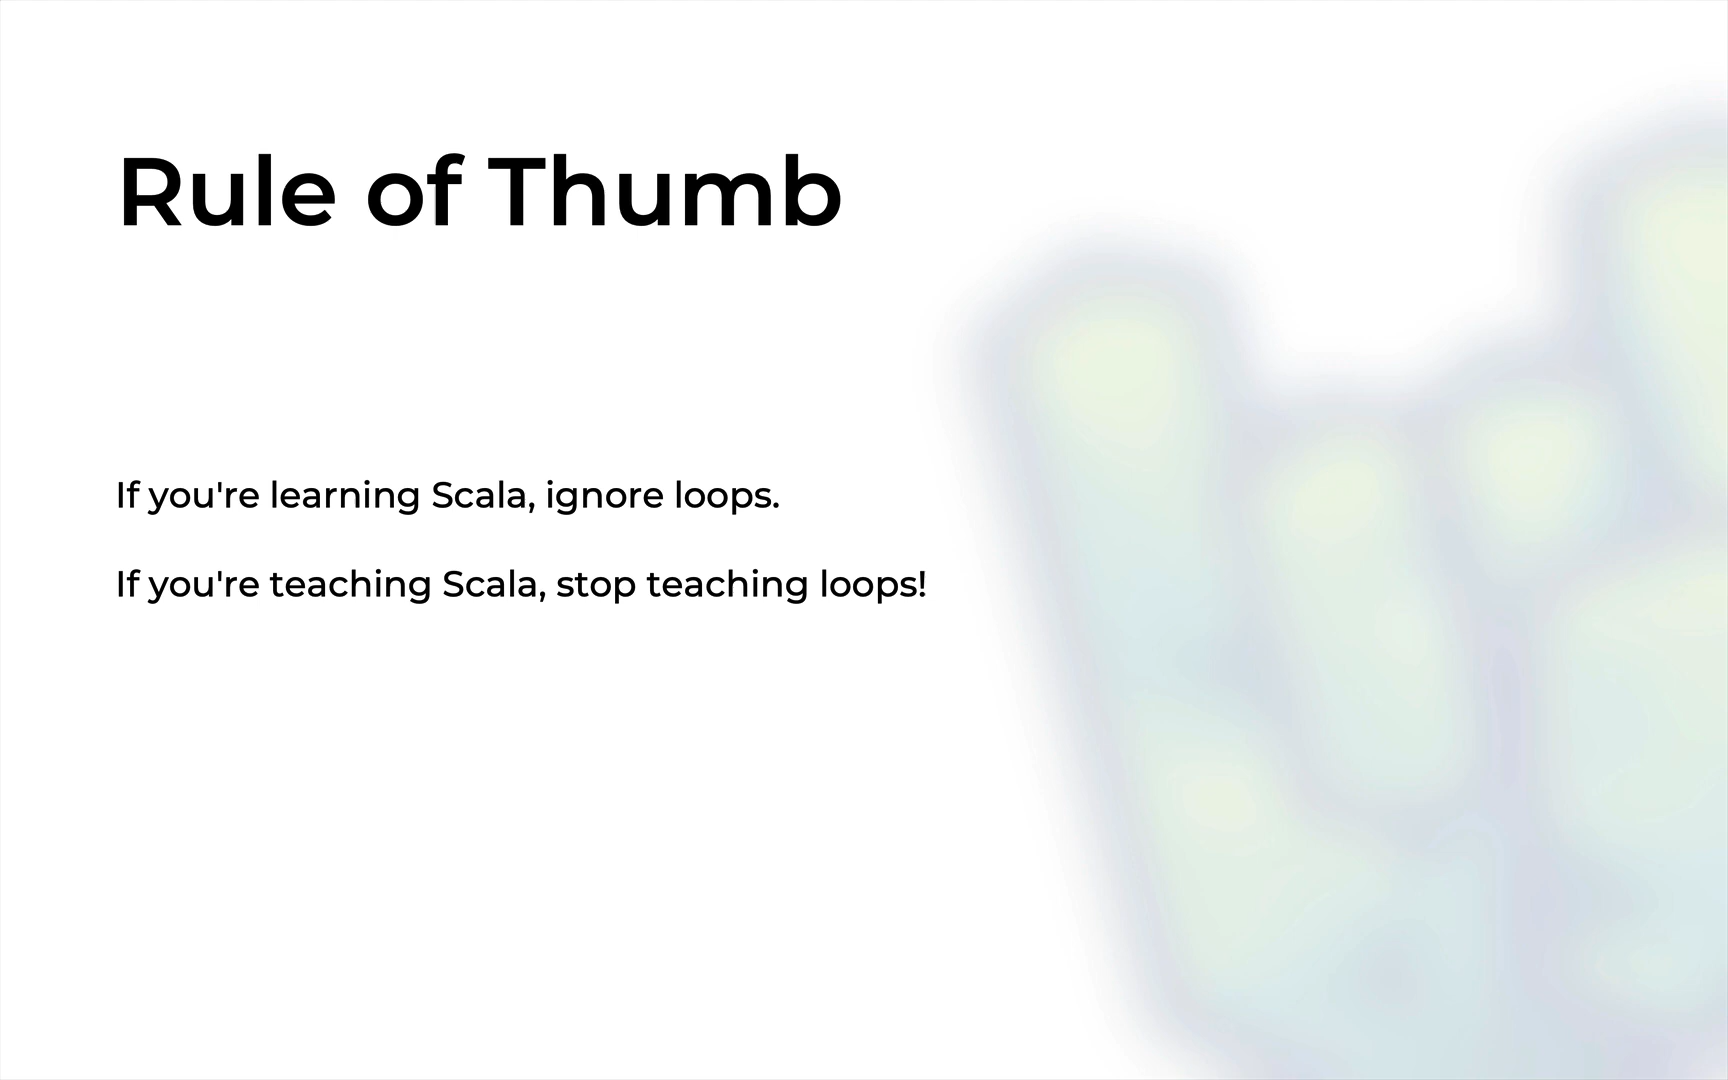 Rule of Thumb
If you're learning Scala, ignore loops.
If you're teaching Scala, stop teaching loops!